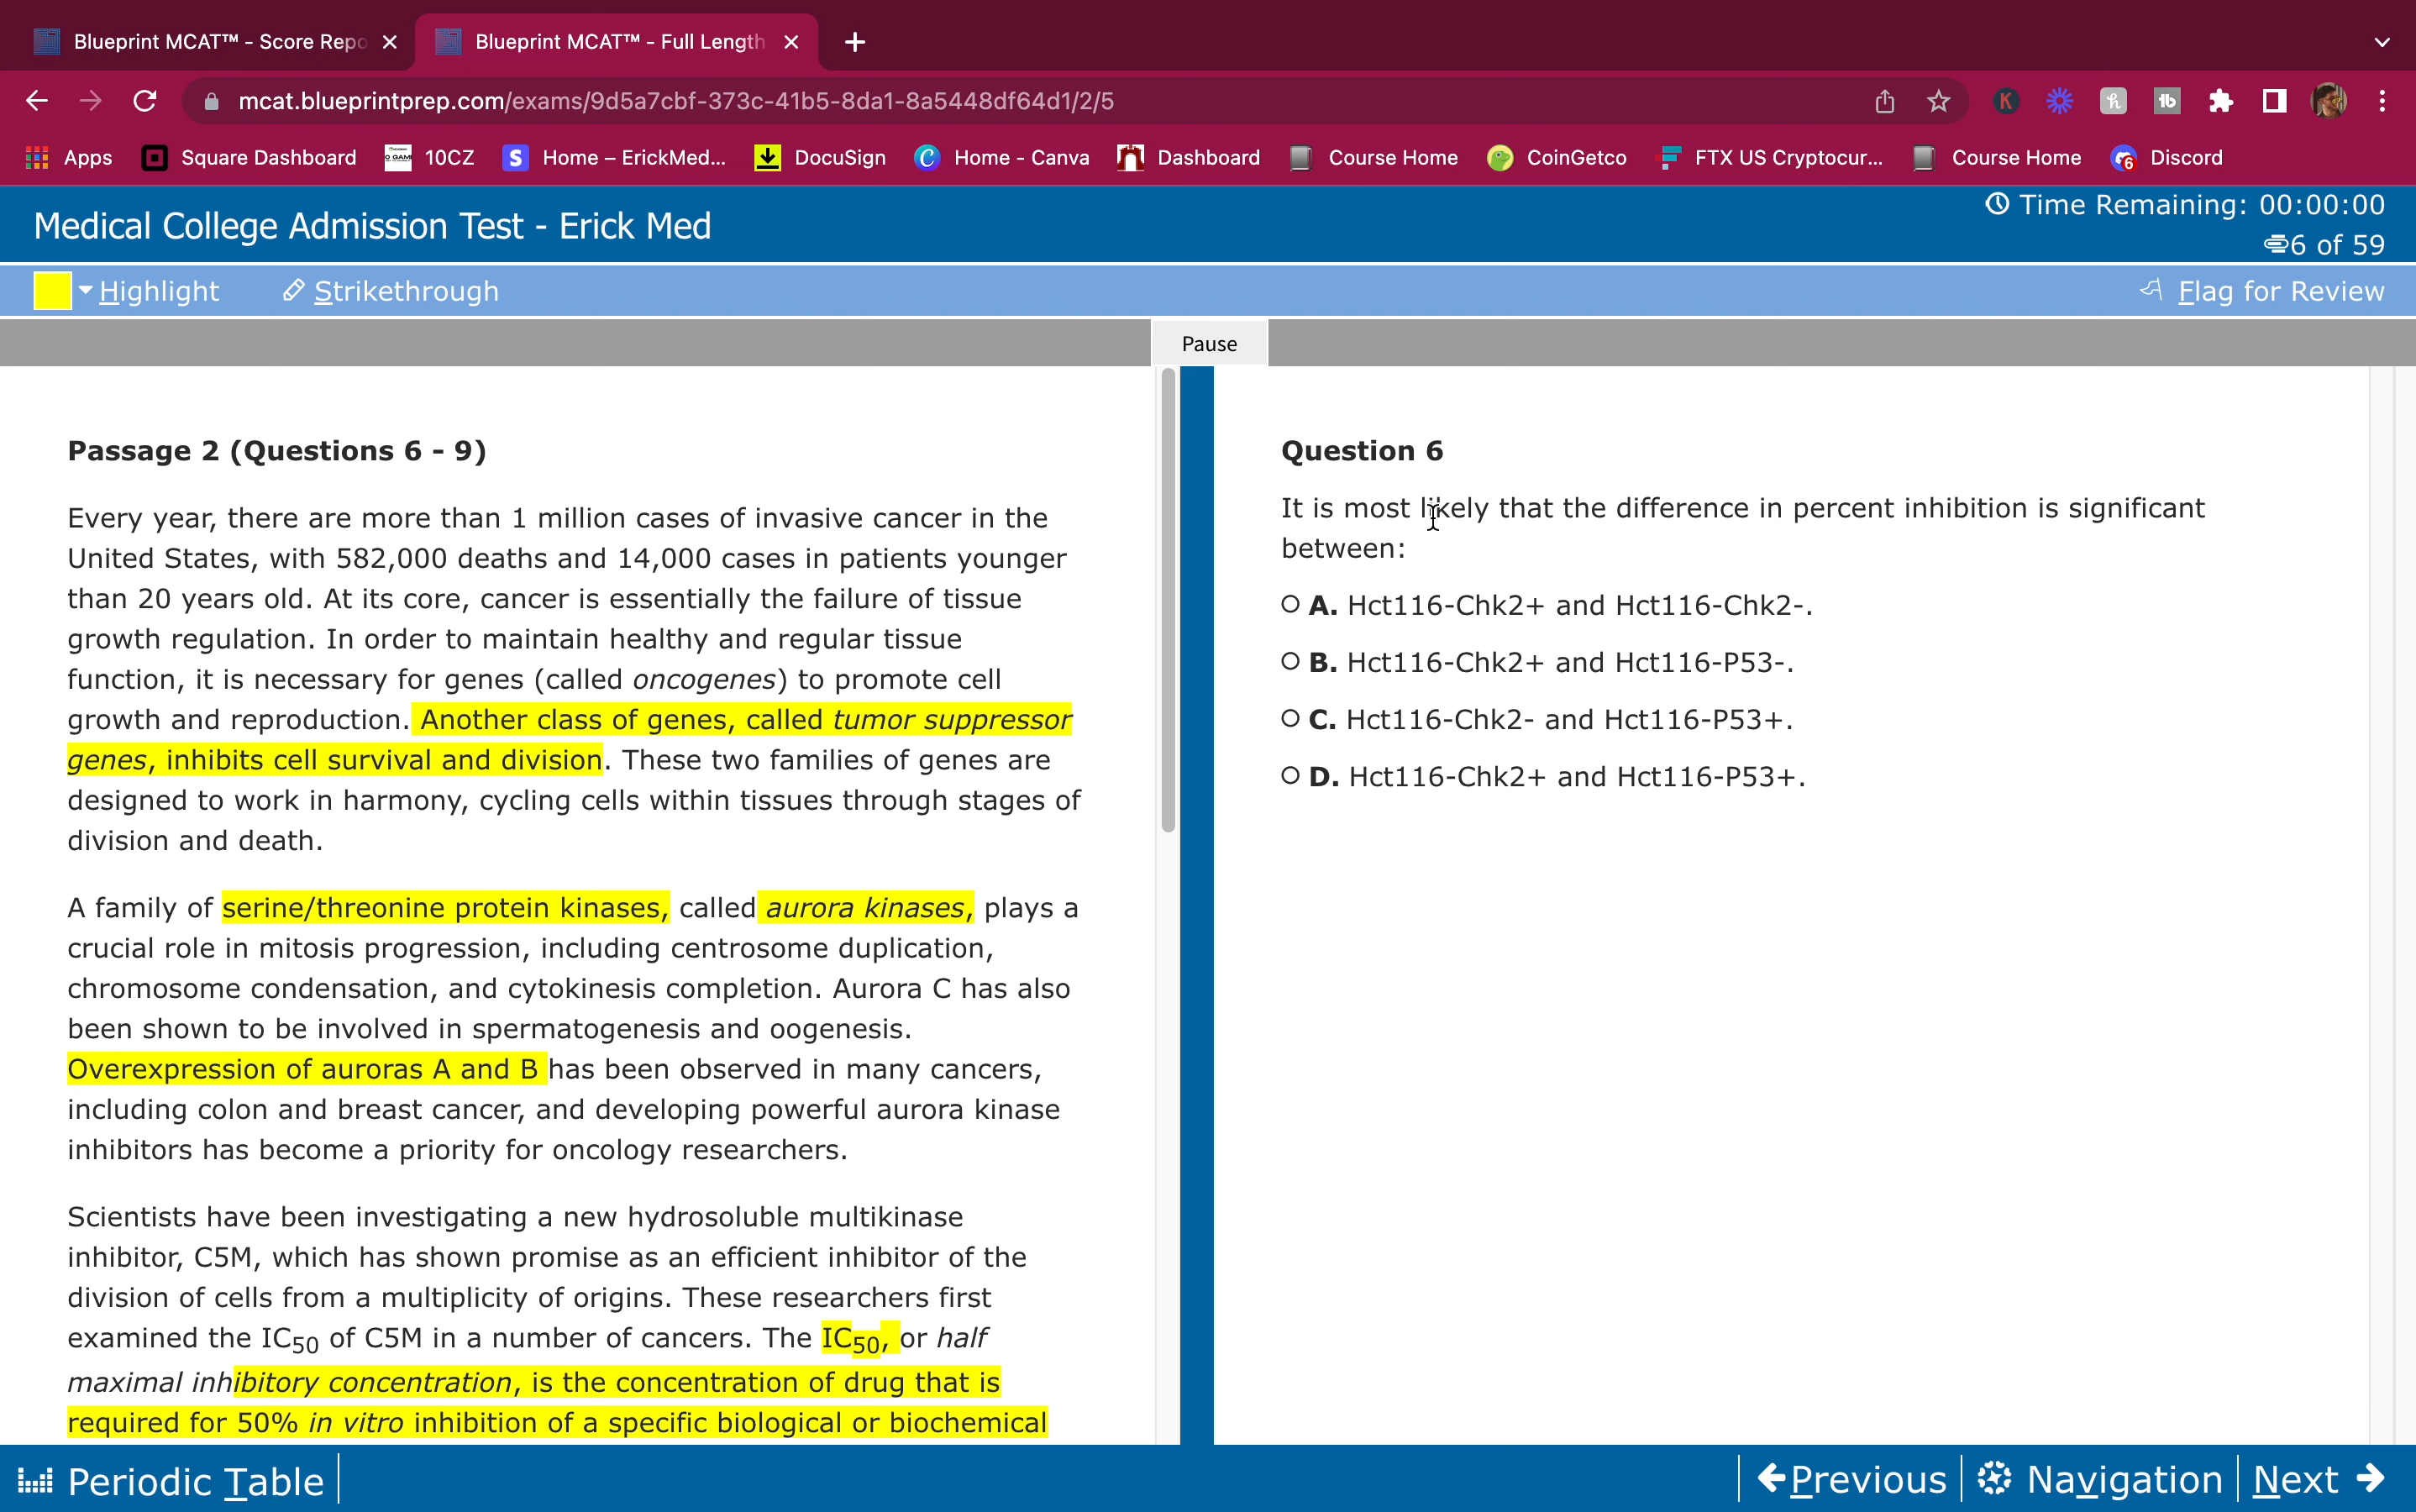 Blueprint MCAT™ - Score Repo
Blueprint MCAT™ - Full Length
mcat.blueprintprep.com/exams/9d5a7cbf-373c-41b5-8da1-8a5448df64d1/2/5
Apps
Square Dashboard
10CZ
Home – ErickMed...
DocuSign
Home - Canva
Dashboard
Course Home
CoinGetco
FTX US Cryptocur...
Course Home
Discord
Medical College Admission Test - Erick Med
Time Remaining: 00:00:00
6 of 59
Highlight
Strikethrough
Flag for Review
Pause
Passage 2 (Questions 6 - 9)
Every year, there are more than 1 million cases of invasive cancer in the
United States, with 582,000 deaths and 14,000 cases in patients younger
than 20 years old. At its core, cancer is essentially the failure of tissue
growth regulation. In order to maintain healthy and regular tissue
function, it is necessary for genes (called oncogenes) to promote cell
growth and reproduction. Another class of genes, called tumor suppressor
genes, inhibits cell survival and division. These two families of genes are
designed to work in harmony, cycling cells within tissues through stages of
division and death.
A family of serine/threonine protein kinases, called aurora kinases, plays a
crucial role in mitosis progression, including centrosome duplication,
chromosome condensation, and cytokinesis completion. Aurora C has also
been shown to be involved in spermatogenesis and oogenesis.
Overexpression of auroras A and B has been observed in many cancers,
including colon and breast cancer, and developing powerful aurora kinase
inhibitors has become a priority for oncology researchers.
Scientists have been investigating a new hydrosoluble multikinase
inhibitor, C5M, which has shown promise as an efficient inhibitor of the
division of cells from a multiplicity of origins. These researchers first
examined the IC50 of C5M in a number of cancers. The IC50, or half
maximal inhibitory concentration, is the concentration of drug that is
required for 50% in vitro inhibition of a specific biological or biochemical
Question 6
It is most likely that the difference in percent inhibition is significant
between:
A. Hct116-Chk2+ and Hct116-Chk2-.
B. Hct116-Chk2+ and Hct116-P53-.
C. Hct116-Chk2- and Hct116-P53+.
D. Hct116-Chk2+ and Hct116-P53+.
Periodic Table
Previous
Navigation
Next